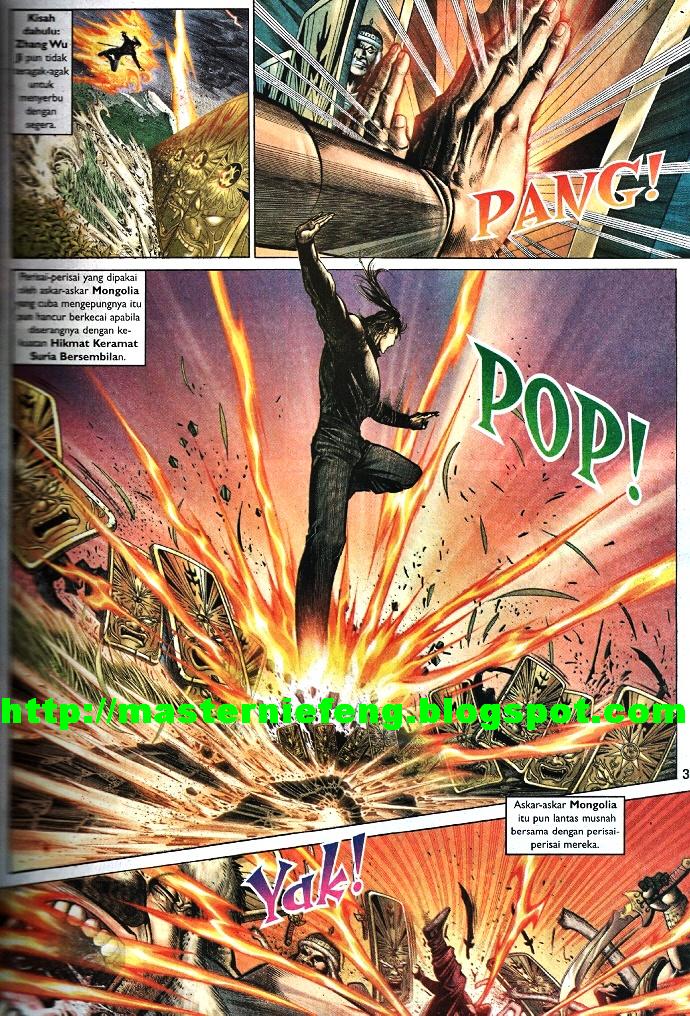 Kisah
dahulu:
Zhang Wu
Ji pun tidak
teragak-agak
untuk
menyerbu
dengan
segera.
PANG!
Perisai-perisai yang dipakai
oleh askar-askar Mongolia
yang cuba mengepungnya itu
pun hancur berkecai apabila
diserangnya dengan ke-
kuatan Hikmat Keramat
Suria Bersembilan.
POP!
http://masterniefeng.blogspot.com
3
Askar-askar Mongolia
itu pun lantas musnah
bersama dengan perisai-
perisai mereka.
Yak!